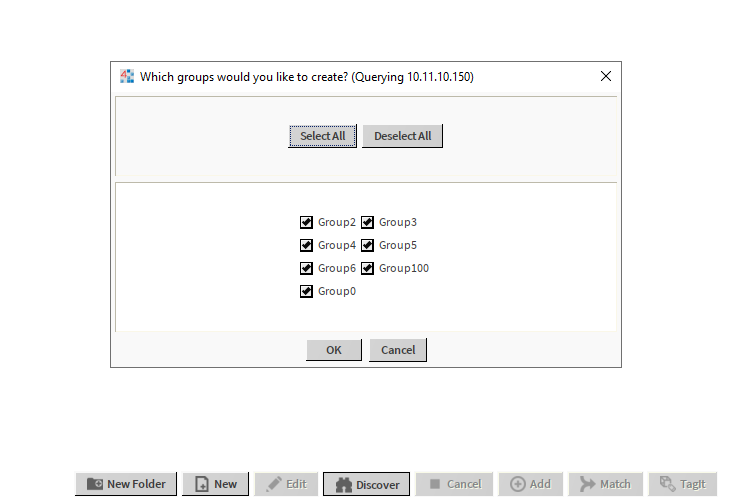 Which groups would you like to create? (Querying 10.11.10.150)
Select All Deselect All
Group2 Group3
Group4 Group5
Group6 Group100
Group0
OK Cancel
New Folder New Edit Discover Cancel Add Match TagIt